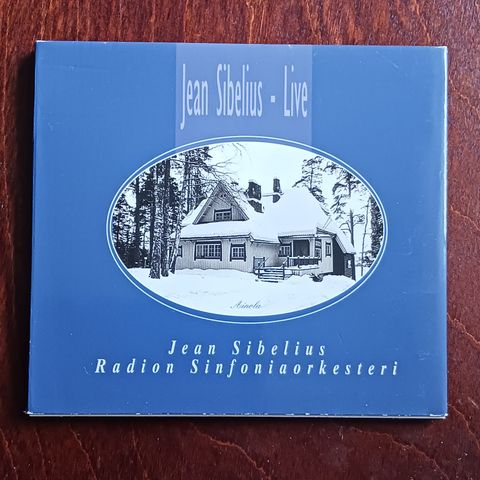 Jean Sibelius - Live
Ainola
Jean Sibelius
Radion Sinfoniaorkesteri